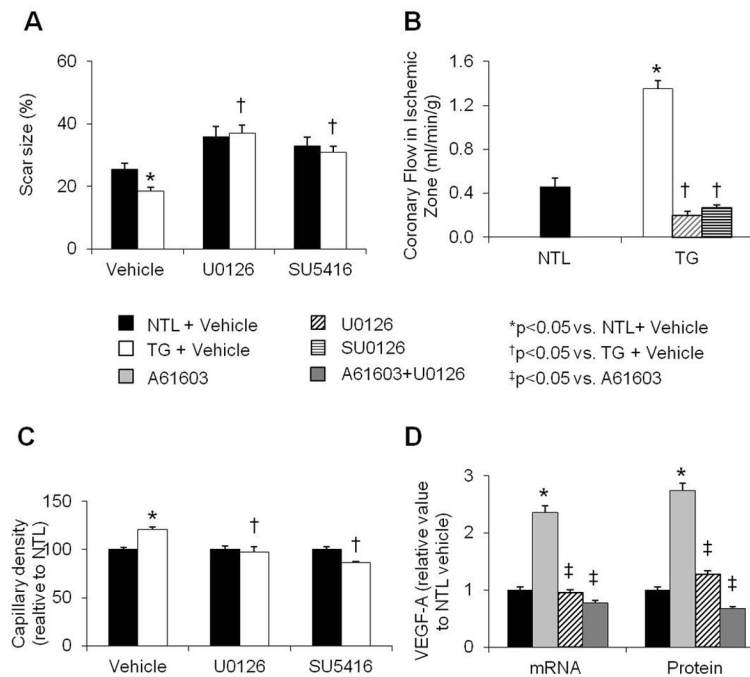 A
Scar size (%)
60
40
20
0
*
†
†
Vehicle U0126 SU5416
B
Coronary Flow in Ischemic
Zone (ml/min/g)
1.6
1.2
0.8
0.4
0.0
*
† †
NTL TG
NTL + Vehicle
TG + Vehicle
A61603
U0126
SU0126
A61603+U0126
*p<0.05 vs. NTL+ Vehicle
†p<0.05 vs. TG + Vehicle
‡p<0.05 vs. A61603
C
Capillary density
(realtive to NTL)
150
100
50
0
*
†
†
Vehicle U0126 SU5416
D
VEGF-A (relative value
to NTL vehicle)
3
2
1
0
*
‡
‡
*
‡
‡
mRNA Protein